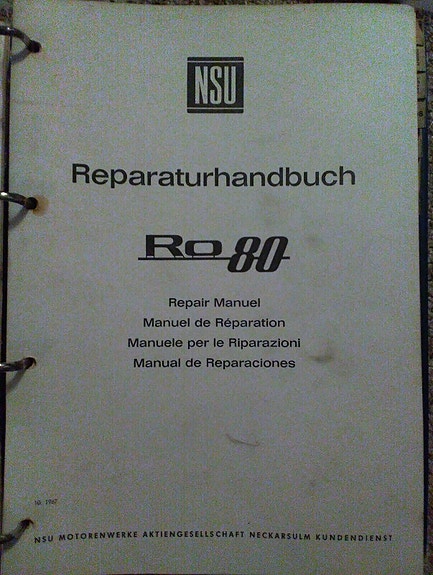 NSU
Reparaturhandbuch
Ro 80
Repair Manuel
Manuel de Réparation
Manuele per le Riparazioni
Manual de Reparaciones
1967
NSU MOTORENWERKE AKTIENGESELLSCHAFT NECKARSULM KUNDENDIENST